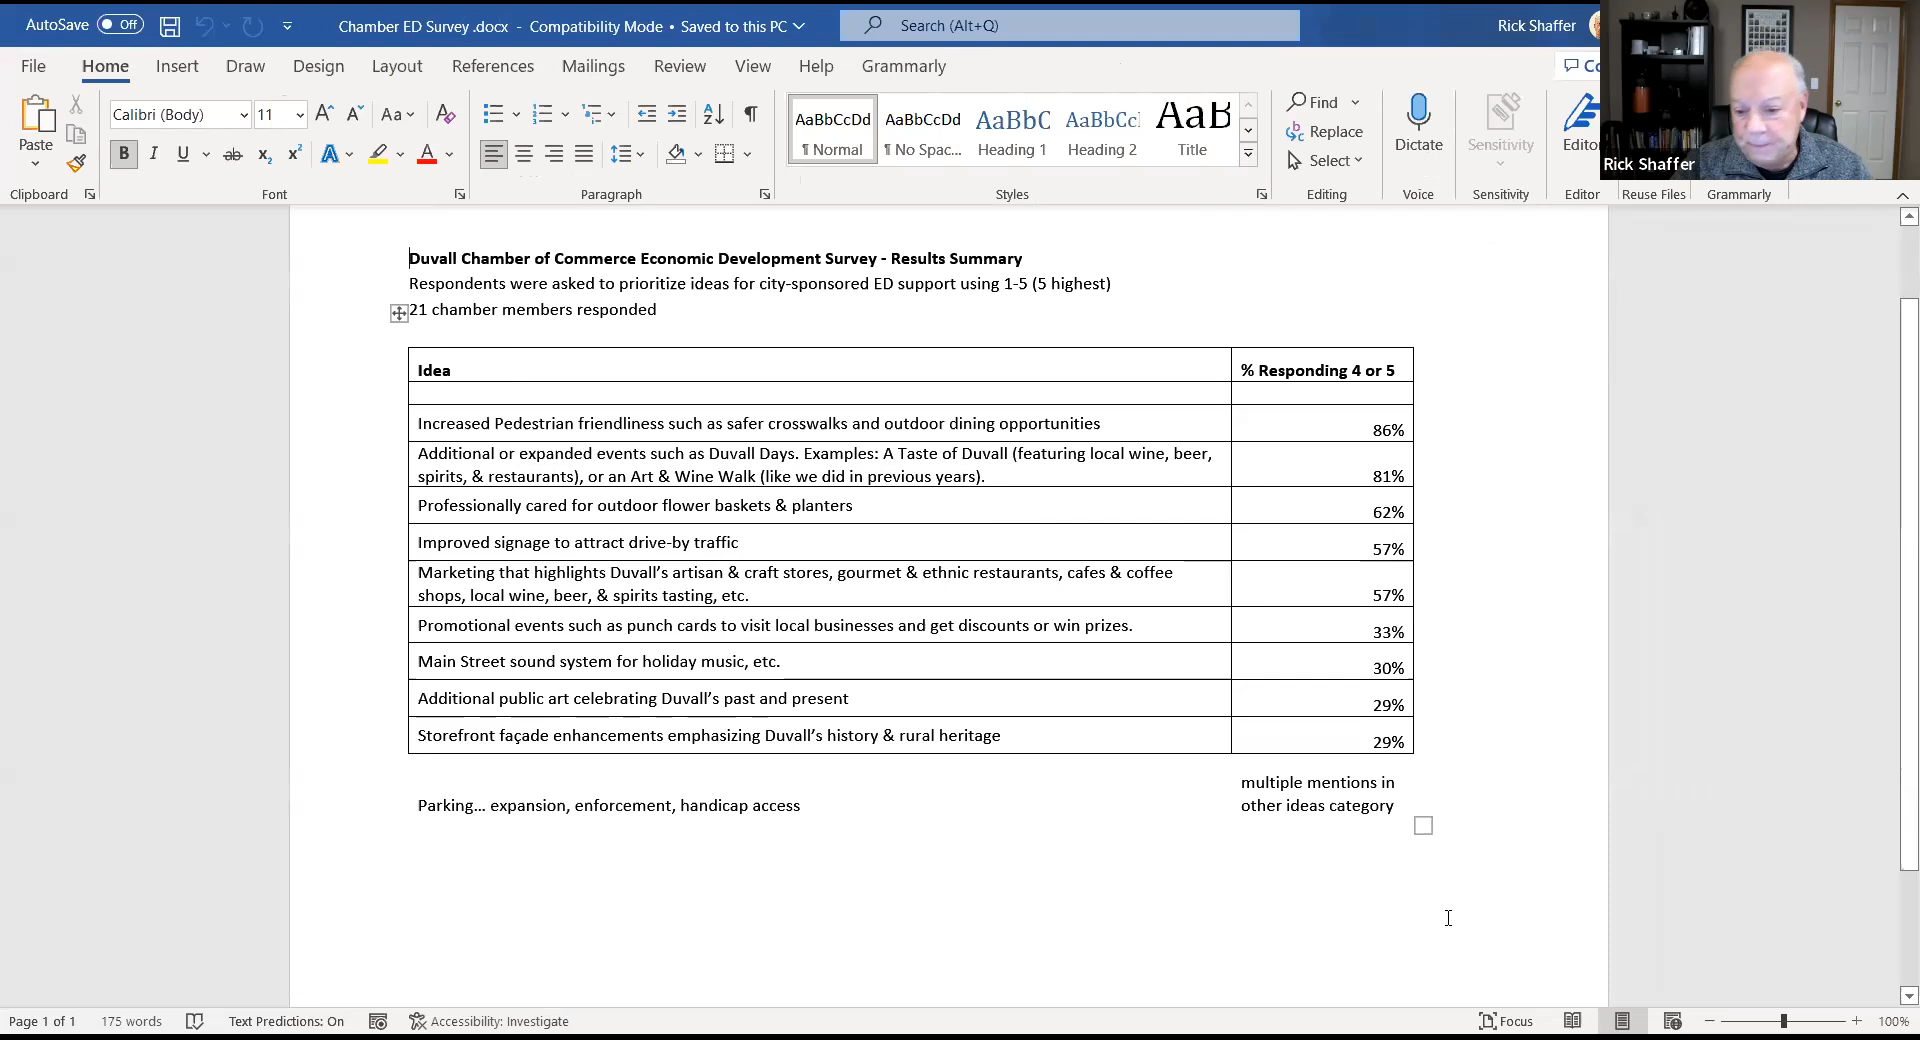 AutoSave Off Chamber ED Survey .docx - Compatibility Mode • Saved to this PC Search (Alt+Q) Rick Shaffer
File Home Insert Draw Design Layout References Mailings Review View Help Grammarly
Calibri (Body) 11 Aa
Paste
B I U ab x₂ x² A A
AaBbCcDd AaBbCcDd AaBbC AaBbCc AaB
¶ Normal ¶ No Spac... Heading 1 Heading 2 Title
Find
Replace
Select
Dictate Sensitivity
Rick Shaffer
Clipboard Font Paragraph Styles Editing Voice Sensitivity Editor Reuse Files Grammarly
Duvall Chamber of Commerce Economic Development Survey - Results Summary
Respondents were asked to prioritize ideas for city-sponsored ED support using 1-5 (5 highest)
21 chamber members responded
Idea % Responding 4 or 5
Increased Pedestrian friendliness such as safer crosswalks and outdoor dining opportunities 86%
Additional or expanded events such as Duvall Days. Examples: A Taste of Duvall (featuring local wine, beer,
spirits, & restaurants), or an Art & Wine Walk (like we did in previous years). 81%
Professionally cared for outdoor flower baskets & planters 62%
Improved signage to attract drive-by traffic 57%
Marketing that highlights Duvall’s artisan & craft stores, gourmet & ethnic restaurants, cafes & coffee
shops, local wine, beer, & spirits tasting, etc. 57%
Promotional events such as punch cards to visit local businesses and get discounts or win prizes. 33%
Main Street sound system for holiday music, etc. 30%
Additional public art celebrating Duvall’s past and present 29%
Storefront façade enhancements emphasizing Duvall’s history & rural heritage 29%
multiple mentions in
Parking… expansion, enforcement, handicap access other ideas category
Page 1 of 1 175 words Text Predictions: On Accessibility: Investigate Focus 100%